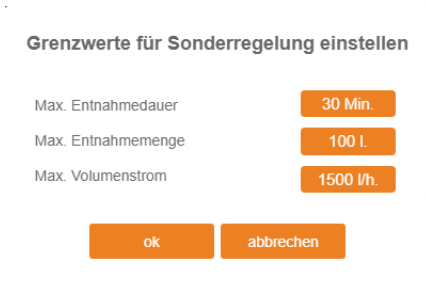 Grenzwerte für Sonderregelung einstellen
Max. Entnahmedauer 30 Min.
Max. Entnahmemenge 100 l.
Max. Volumenstrom 1500 l/h.
ok abbrechen